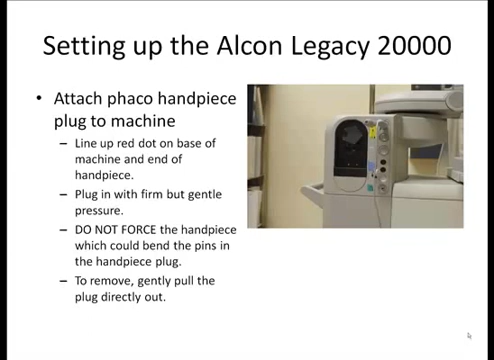 Setting up the Alcon Legacy 20000
• Attach phaco handpiece
plug to machine
– Line up red dot on base of
machine and end of
handpiece.
– Plug in with firm but gentle
pressure.
– DO NOT FORCE the handpiece
which could bend the pins in
the handpiece plug.
– To remove, gently pull the
plug directly out.